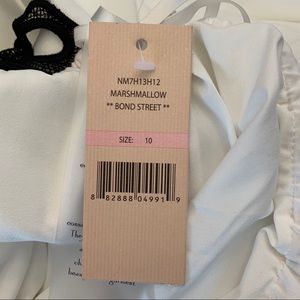 NM7H13H12
MARSHMALLOW
** BOND STREET **
SIZE: 10
8 82888 04991 9